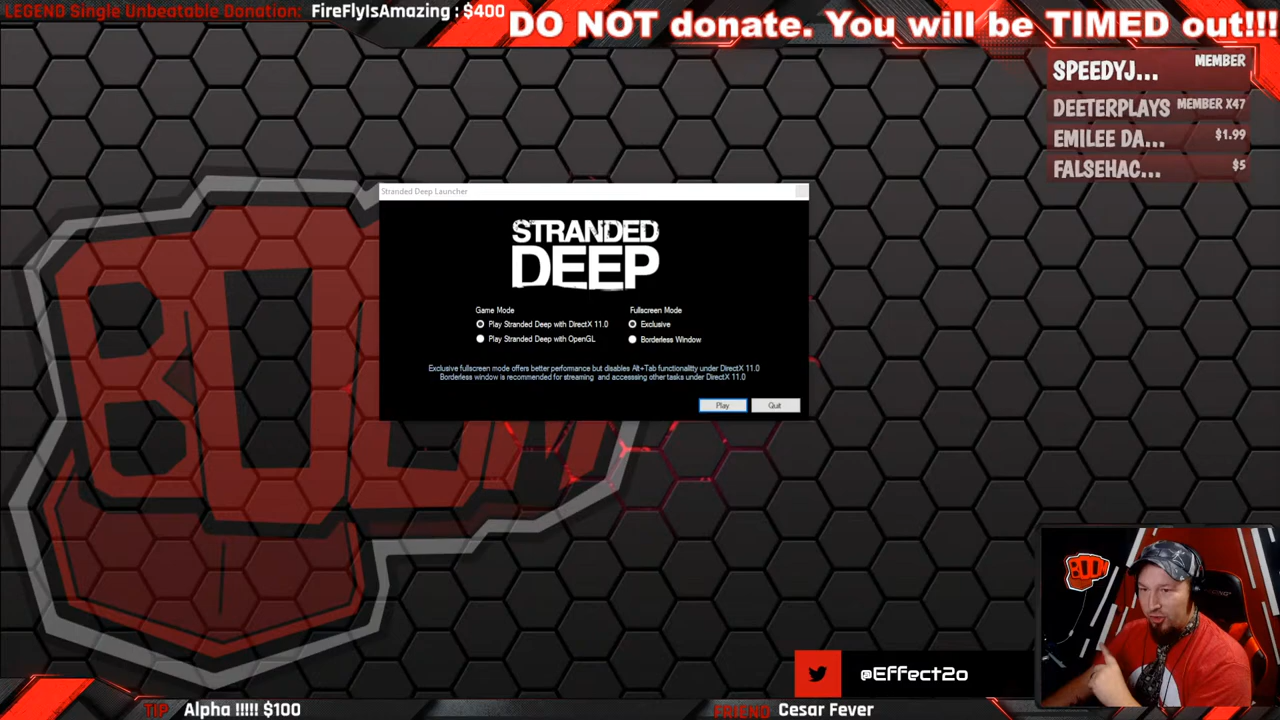 LEGEND Single Unbeatable Donation: FireFlyIsAmazing : $400
DO NOT donate. You will be TIMED out!!!
SPEEDYJ... MEMBER
DEETERPLAYS MEMBER X47
EMILEE DA... $1.99
FALSEHAC... $5
Stranded Deep Launcher
STRANDED
DEEP
Game Mode
Play Stranded Deep with DirectX 11.0
Play Stranded Deep with OpenGL
Fullscreen Mode
Exclusive
Borderless Window
Exclusive fullscreen mode offers better performance but disables Alt+Tab functionality under DirectX 11.0
Borderless window is recommended for streaming and accesssing other tasks under DirectX 11.0
Play
Quit
BOOM
BOOM
@Effect2o
TIP Alpha !!!!! $100
FRIEND Cesar Fever